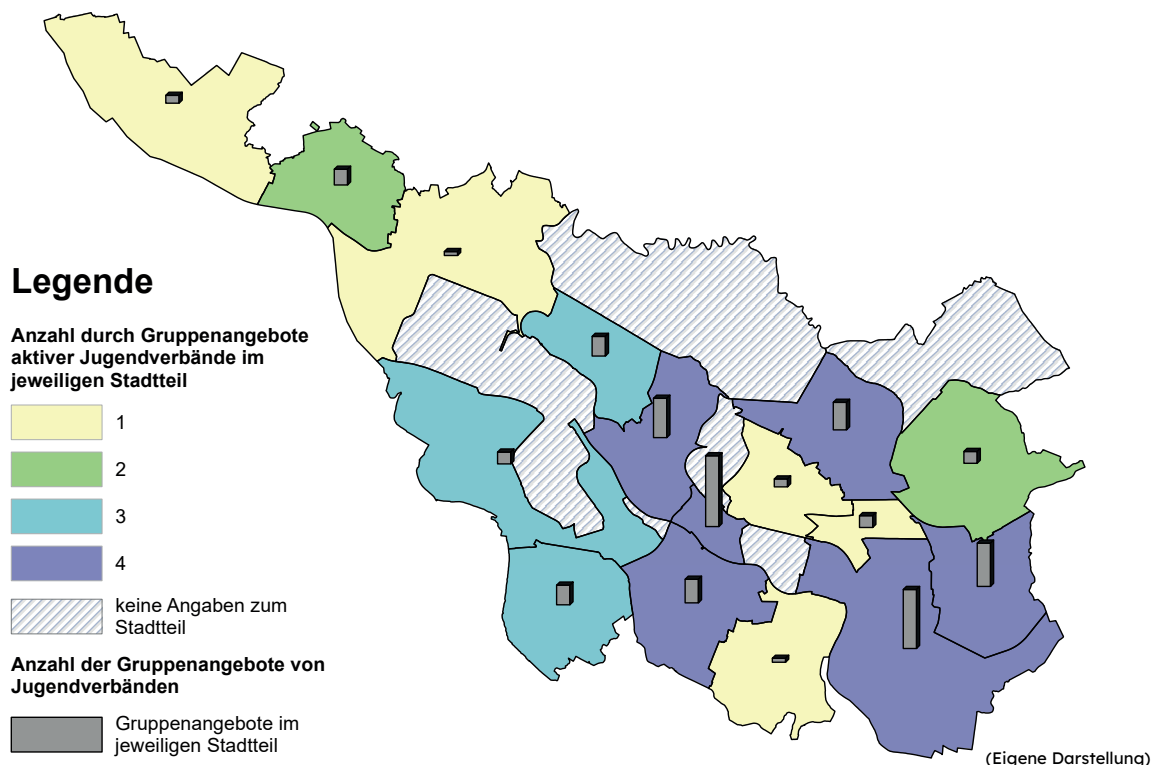 Legende
Anzahl durch Gruppenangebote
aktiver Jugendverbände im
jeweiligen Stadtteil
1
2
3
4
keine Angaben zum
Stadtteil
Anzahl der Gruppenangebote von
Jugendverbänden
Gruppenangebote im
jeweiligen Stadtteil
(Eigene Darstellung)